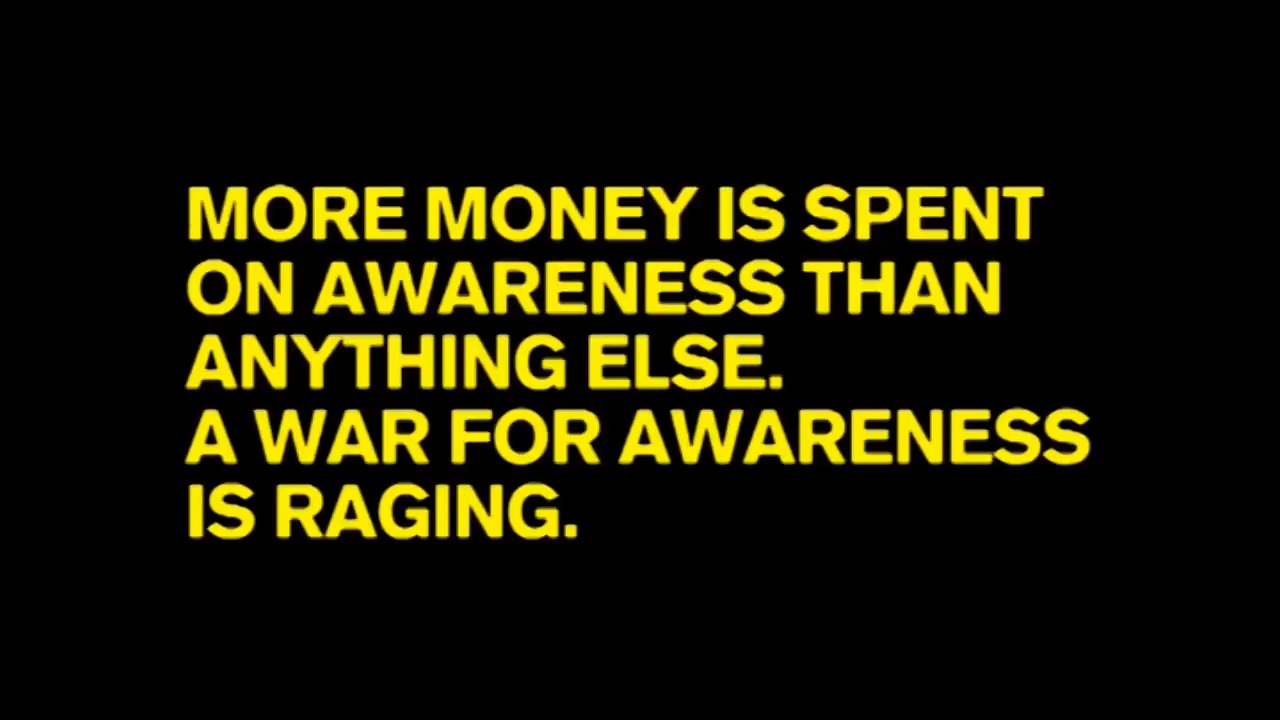 MORE MONEY IS SPENT
ON AWARENESS THAN
ANYTHING ELSE.
A WAR FOR AWARENESS
IS RAGING.